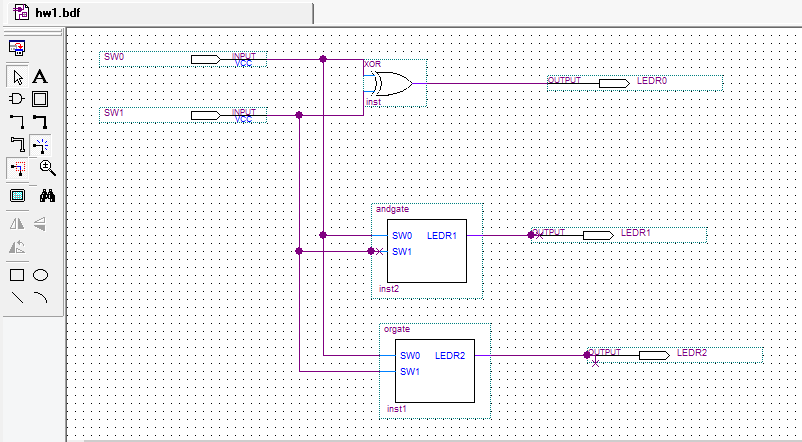 hw1.bdf
SW0
INPUT
VCC
XOR
inst
OUTPUT
LEDR0
SW1
INPUT
VCC
andgate
SW0
LEDR1
SW1
inst2
OUTPUT
LEDR1
orgate
SW0
LEDR2
SW1
inst1
OUTPUT
LEDR2
A